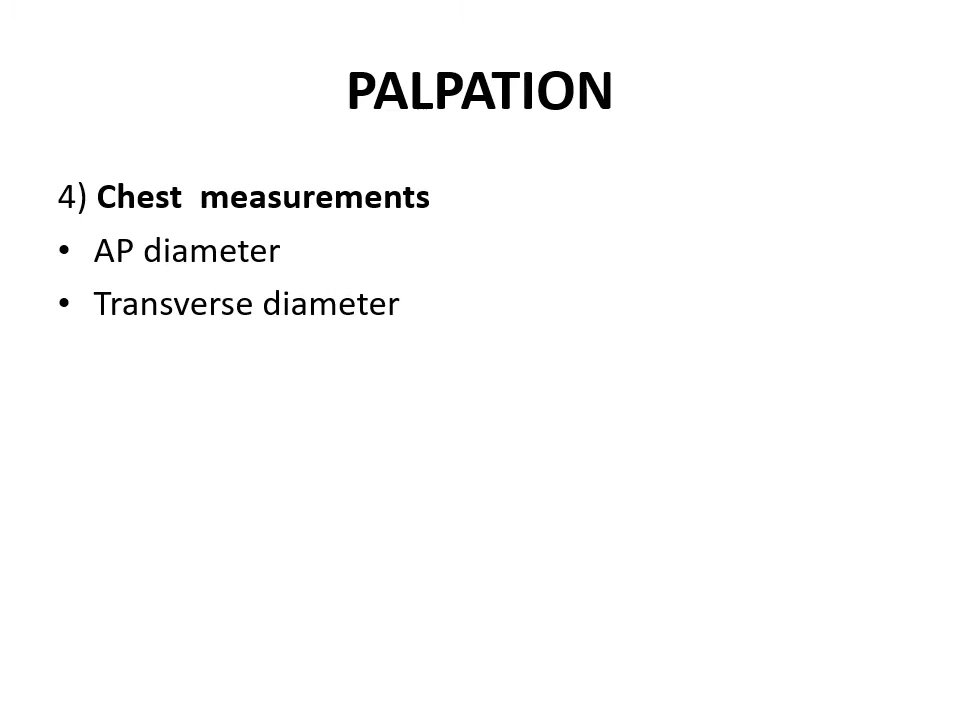 PALPATION
4) Chest  measurements
• AP diameter
• Transverse diameter